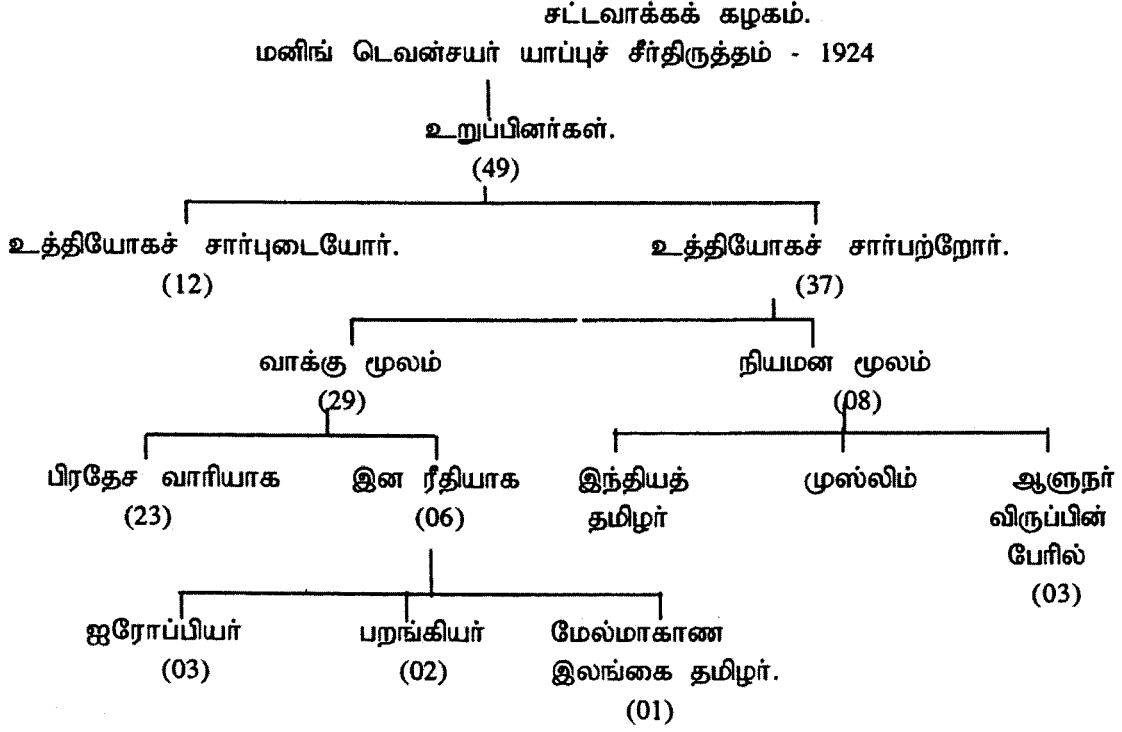 சட்டவாக்கக் கழகம்.
மனிங் டெவன்சயர் யாப்புச் சீர்திருத்தம் - 1924
உறுப்பினர்கள்.
(49)
உத்தியோகச் சார்புடையோர்.
(12)
உத்தியோகச் சார்பற்றோர்.
(37)
வாக்கு மூலம்
(29)
நியமன மூலம்
(08)
பிரதேச வாரியாக
(23)
இன ரீதியாக
(06)
இந்தியத்
தமிழர்
முஸ்லிம்
ஆளுநர்
விருப்பின்
பேரில்
(03)
ஐரோப்பியர்
(03)
பறங்கியர்
(02)
மேல்மாகாண
இலங்கை தமிழர்.
(01)